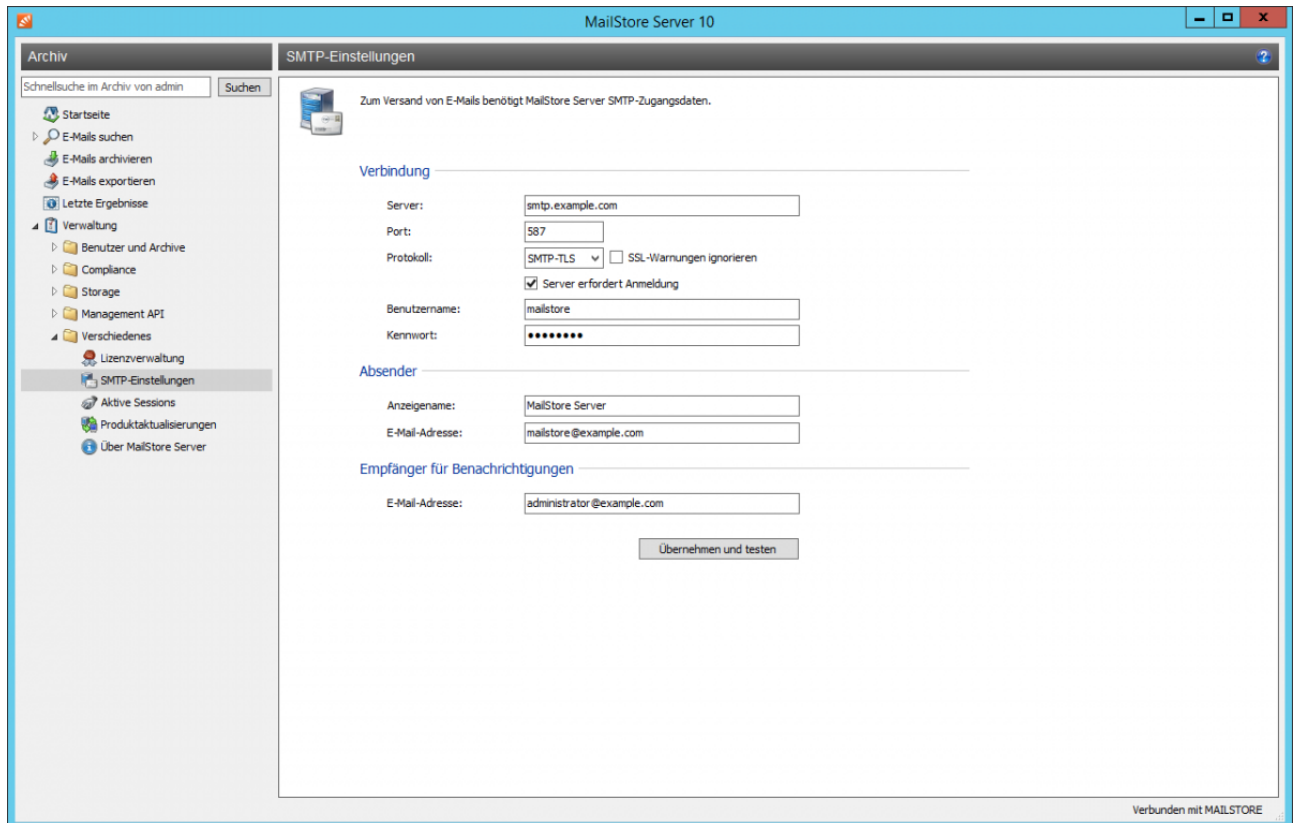 MailStore Server 10
Archiv
Schnellsuche im Archiv von admin
Suchen
Startseite
E-Mails suchen
E-Mails archivieren
E-Mails exportieren
Letzte Ergebnisse
Verwaltung
Benutzer und Archive
Compliance
Storage
Management API
Verschiedenes
Lizenzverwaltung
SMTP-Einstellungen
Aktive Sessions
Produktaktualisierungen
Über MailStore Server
SMTP-Einstellungen
Zum Versand von E-Mails benötigt MailStore Server SMTP-Zugangsdaten.
Verbindung
Server: smtp.example.com
Port: 587
Protokoll: SMTP-TLS SSL-Warnungen ignorieren
Server erfordert Anmeldung
Benutzername: mailstore
Kennwort: ••••••••
Absender
Anzeigename: MailStore Server
E-Mail-Adresse: mailstore@example.com
Empfänger für Benachrichtigungen
E-Mail-Adresse: administrator@example.com
Übernehmen und testen
Verbunden mit MAILSTORE